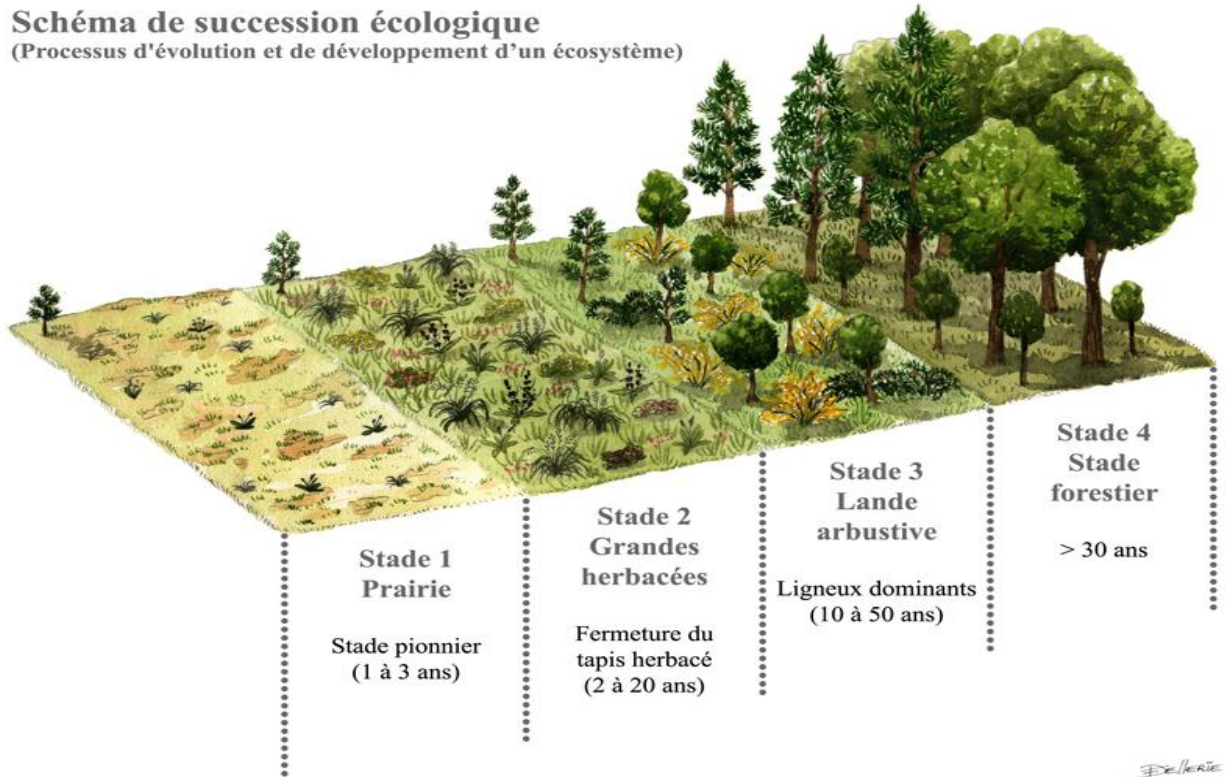 Schéma de succession écologique
(Processus d'évolution et de développement d’un écosystème)
Stade 1
Prairie
Stade pionnier
(1 à 3 ans)
Stade 2
Grandes
herbacées
Fermeture du
tapis herbacé
(2 à 20 ans)
Stade 3
Lande
arbustive
Ligneux dominants
(10 à 50 ans)
Stade 4
Stade
forestier
> 30 ans